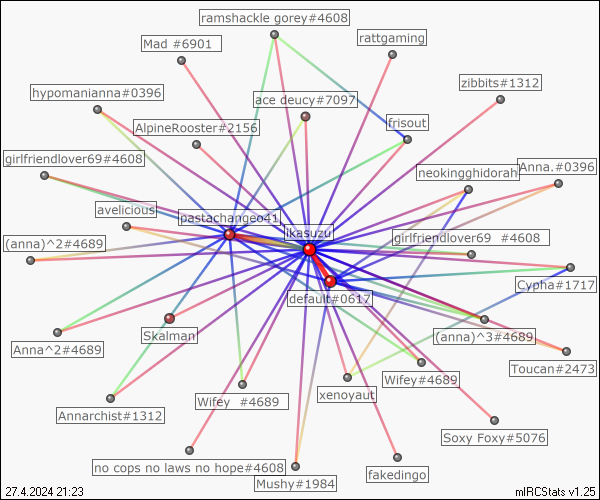 ramshackle gorey#4608
Mad #6901
rattgaming
hypomanianna#0396
zibbits#1312
ace deucy#7097
AlpineRooster#2156
frisout
girlfriendlover69#4608
neokingghidorah
Anna.#0396
avelicious
pastachangeo41
ikasuzu
(anna)^2#4689
girlfriendlover69 #4608
default#0617
Cypha#1717
Skalman
(anna)^3#4689
Anna^2#4689
Toucan#2473
Wifey #4689
xenoyaut
Wifey#4689
Annarchist#1312
Soxy Foxy#5076
no cops no laws no hope#4608
fakedingo
Mushy#1984
27.4.2024 21:23
mIRCStats v1.25